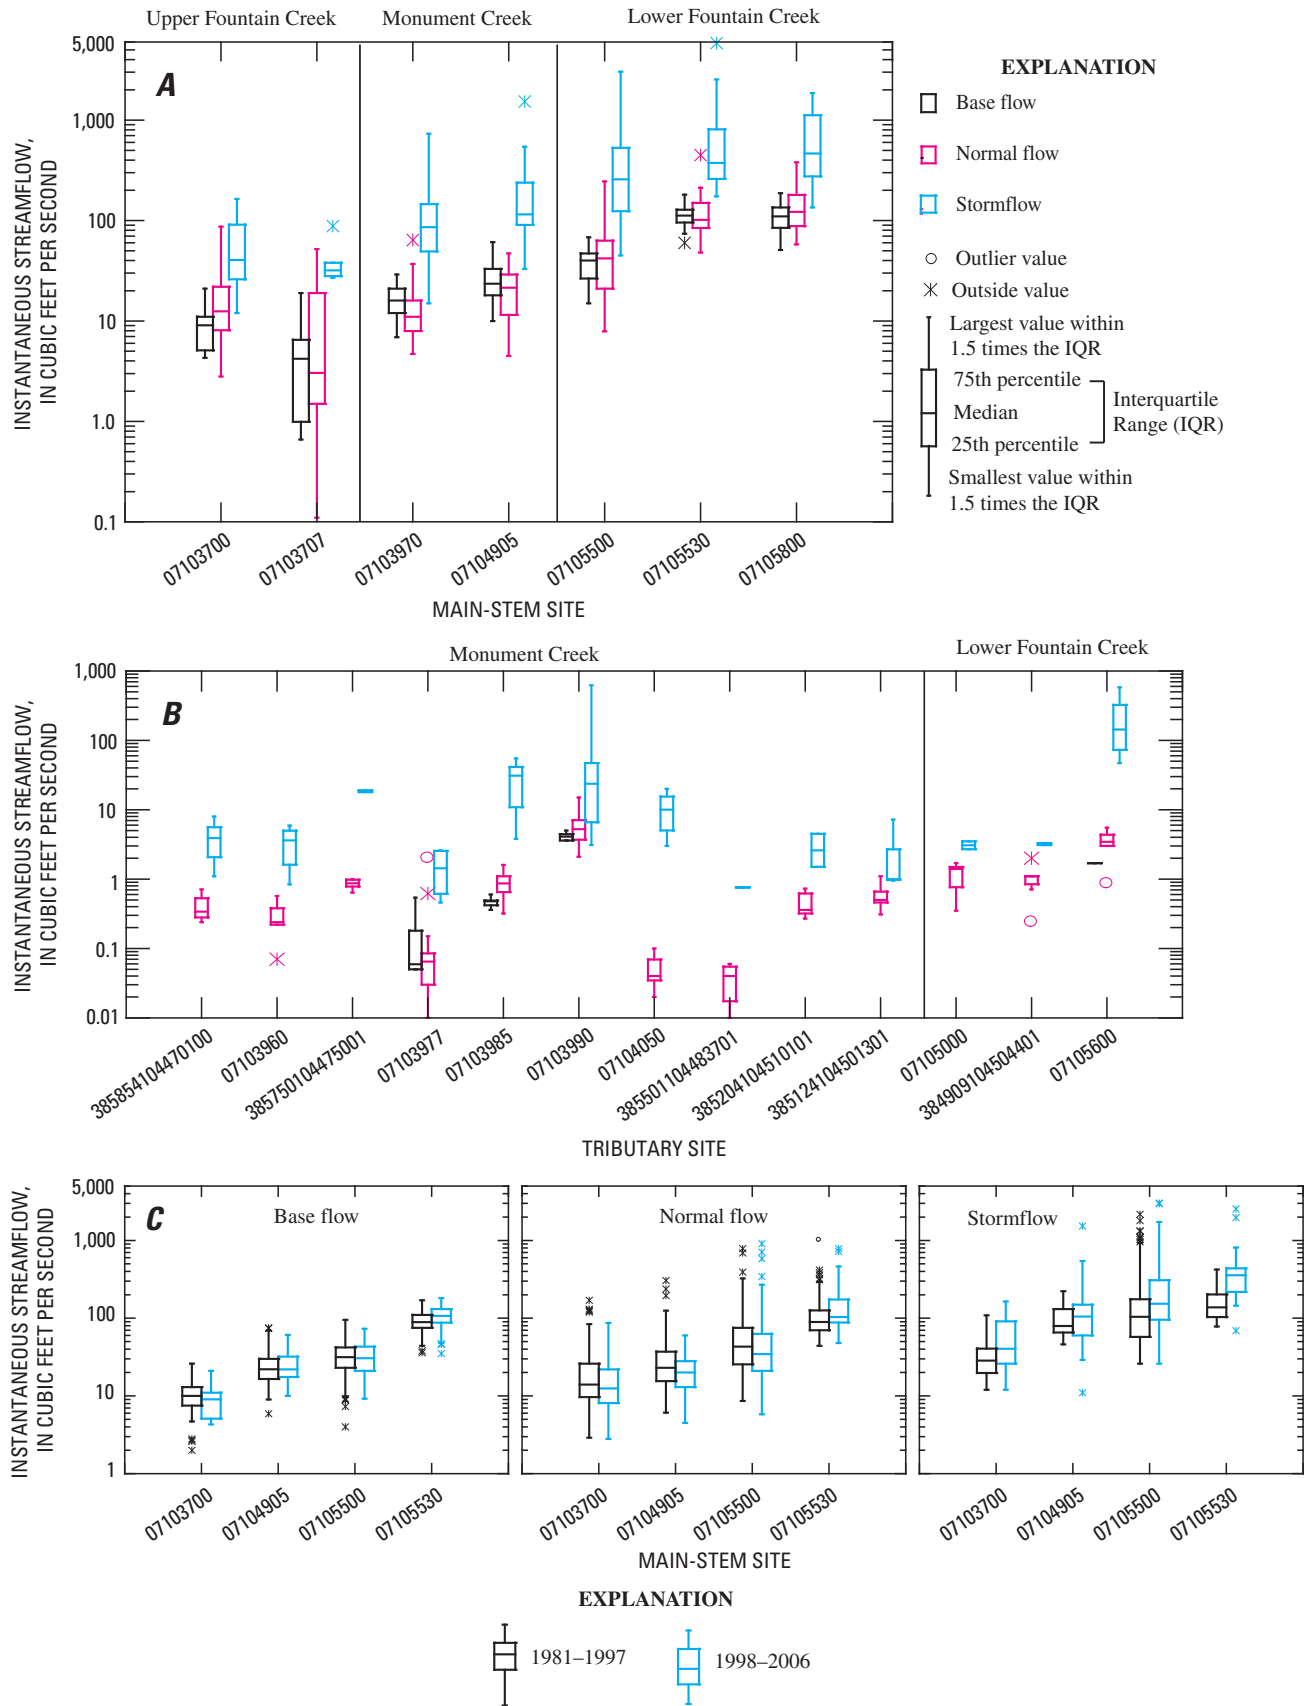 Upper Fountain Creek
Monument Creek
Lower Fountain Creek
INSTANTANEOUS STREAMFLOW,
IN CUBIC FEET PER SECOND
5,000
1,000
100
10
1.0
0.1
A
07103700
07103707
07103970
07104905
07105500
07105530
07105800
MAIN-STEM SITE
EXPLANATION
Base flow
Normal flow
Stormflow
Outlier value
Outside value
Largest value within
1.5 times the IQR
75th percentile
Median
25th percentile
Interquartile
Range (IQR)
Smallest value within
1.5 times the IQR
Monument Creek
Lower Fountain Creek
INSTANTANEOUS STREAMFLOW,
IN CUBIC FEET PER SECOND
1,000
100
10
1
0.1
0.01
B
385854104470100
07103960
385750104475001
07103977
07103985
07103990
07104050
385501104483701
385204104510101
385124104501301
07105000
384909104504401
07105600
TRIBUTARY SITE
INSTANTANEOUS STREAMFLOW,
IN CUBIC FEET PER SECOND
5,000
1,000
100
10
1
C
Base flow
Normal flow
Stormflow
07103700
07104905
07105500
07105530
07103700
07104905
07105500
07105530
07103700
07104905
07105500
07105530
MAIN-STEM SITE
EXPLANATION
1981–1997
1998–2006